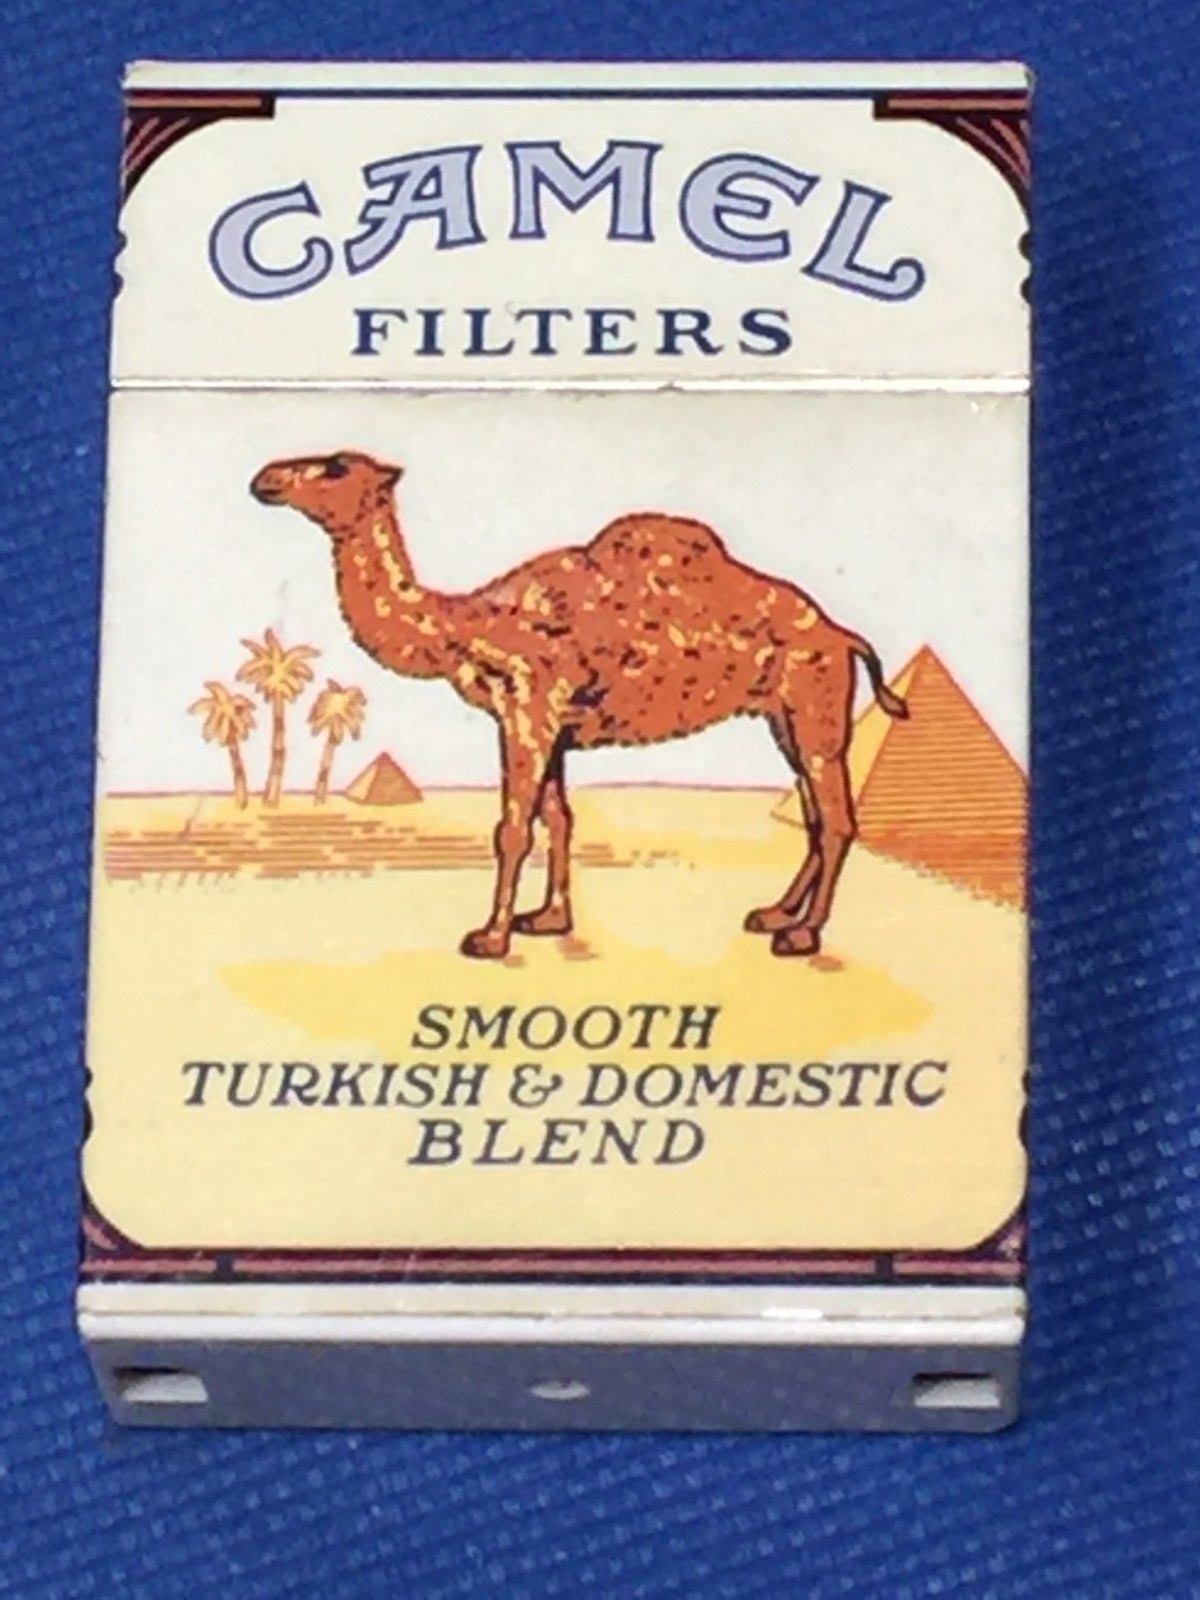 CAMEL
FILTERS
SMOOTH
TURKISH & DOMESTIC
BLEND